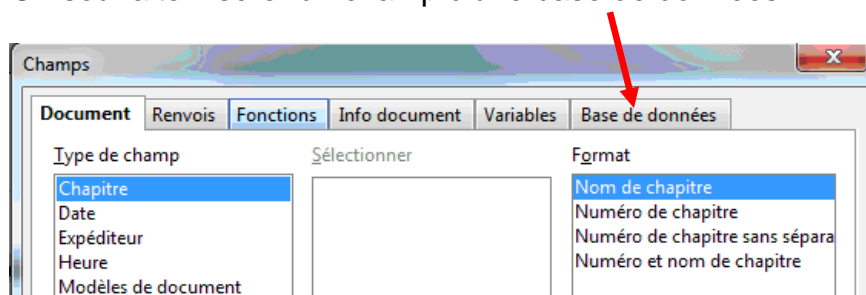 Champs
Document Renvois Fonctions Info document Variables Base de données
Type de champ Sélectionner Format
Chapitre Nom de chapitre
Date Numéro de chapitre
Expéditeur Numéro de chapitre sans sépara
Heure Numéro et nom de chapitre
Modèles de document